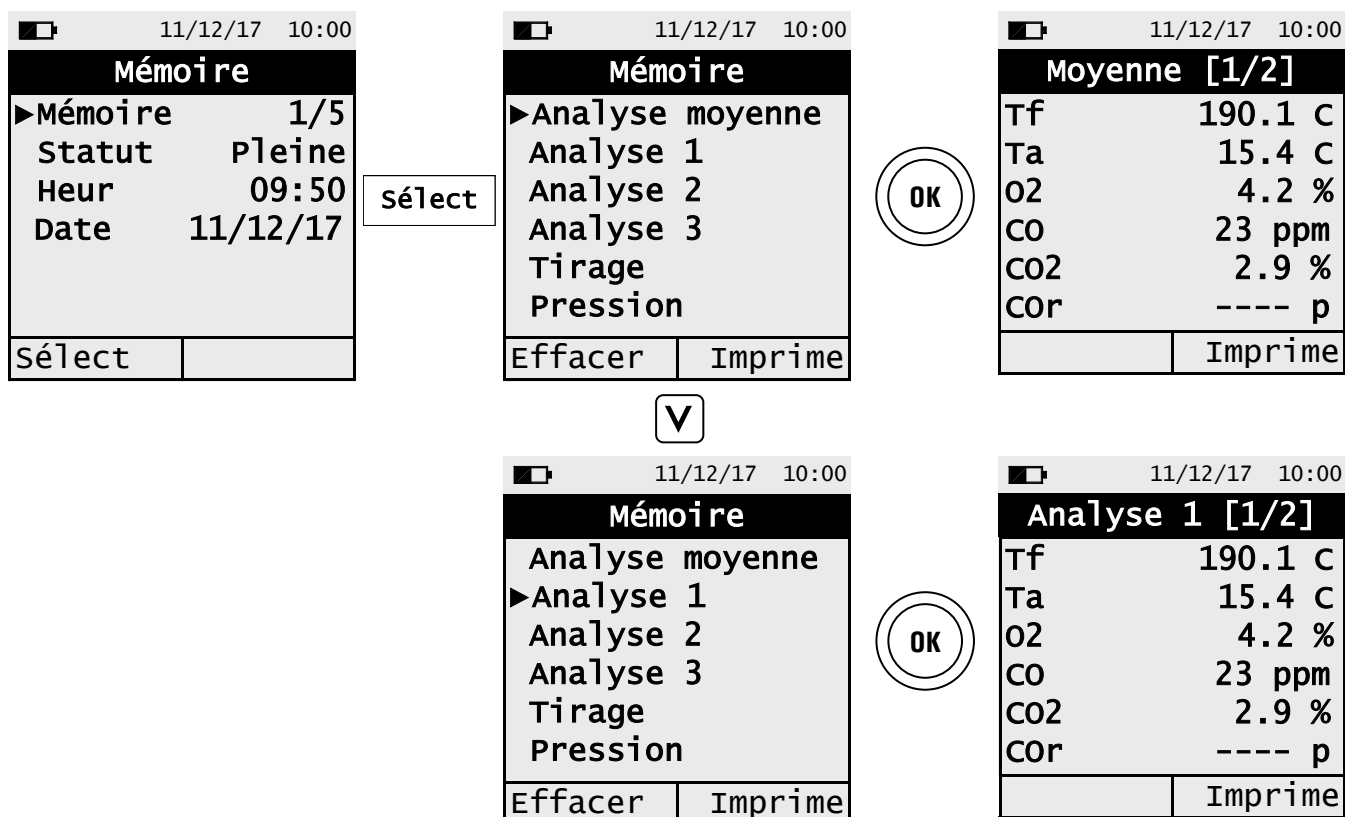 11/12/17 10:00
Mémoire
►Mémoire 1/5
Statut Pleine
Heur 09:50
Date 11/12/17
Sélect
Sélect
11/12/17 10:00
Mémoire
►Analyse moyenne
Analyse 1
Analyse 2
Analyse 3
Tirage
Pression
Effacer Imprime
OK
11/12/17 10:00
Moyenne [1/2]
Tf 190.1 C
Ta 15.4 C
O2 4.2 %
CO 23 ppm
CO2 2.9 %
COr ---- p
Imprime
V
11/12/17 10:00
Mémoire
Analyse moyenne
►Analyse 1
Analyse 2
Analyse 3
Tirage
Pression
Effacer Imprime
OK
11/12/17 10:00
Analyse 1 [1/2]
Tf 190.1 C
Ta 15.4 C
O2 4.2 %
CO 23 ppm
CO2 2.9 %
COr ---- p
Imprime